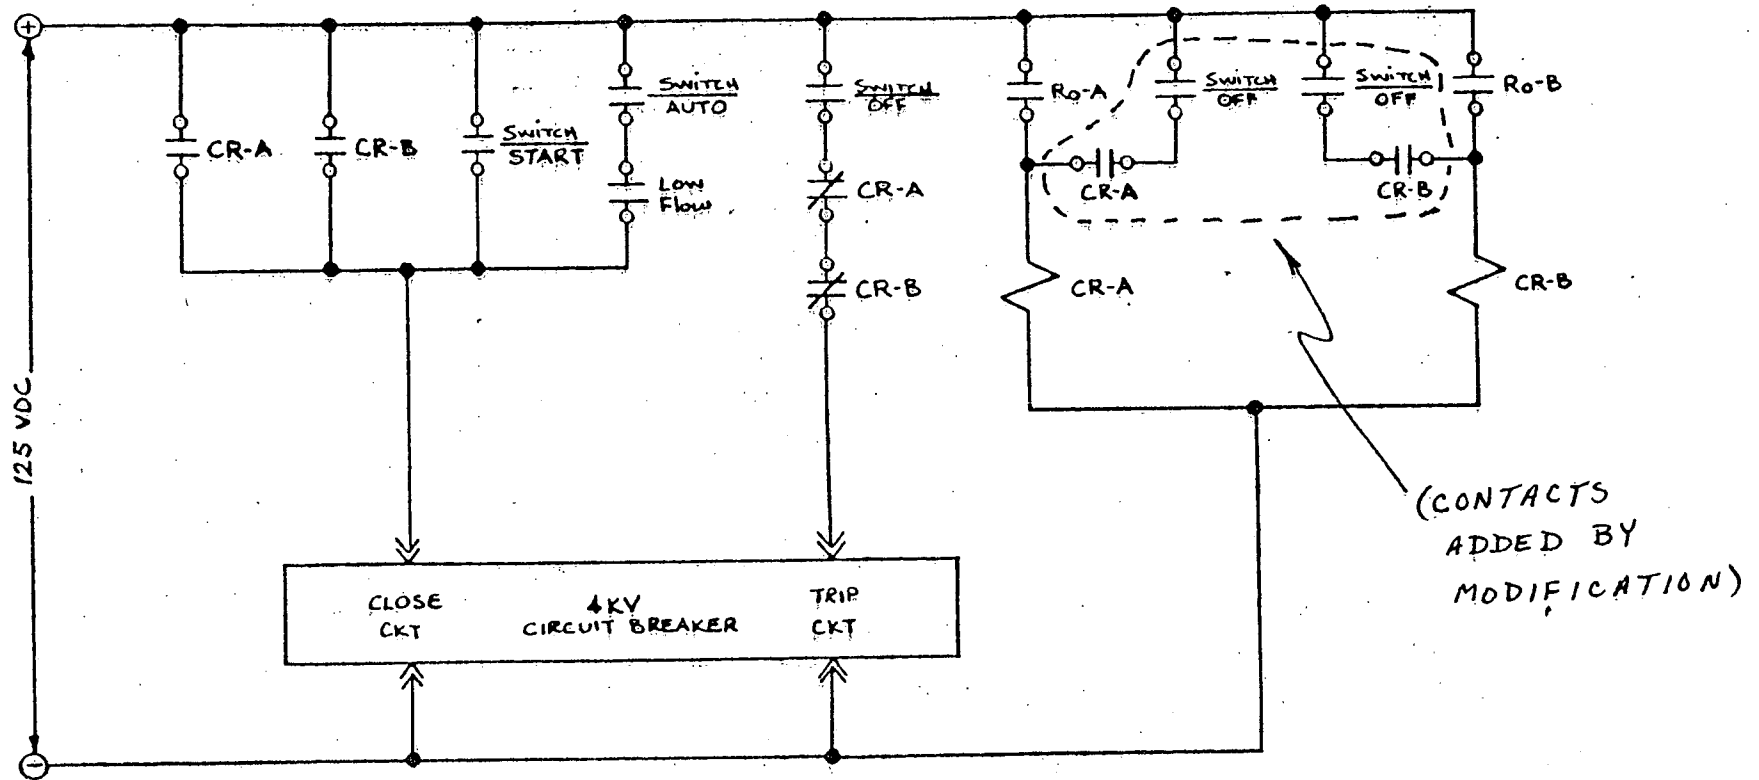 +
SWITCH
AUTO
SWITCH
OFF
Ro-A
SWITCH
OFF
SWITCH
OFF
Ro-B
CR-A
CR-B
SWITCH
START
LOW
FLOW
CR-A
CR-A
CR-B
CR-B
CR-A
CR-B
125 VDC
(CONTACTS
ADDED BY
MODIFICATION)
CLOSE
CKT
4KV
CIRCUIT BREAKER
TRIP
CKT
−